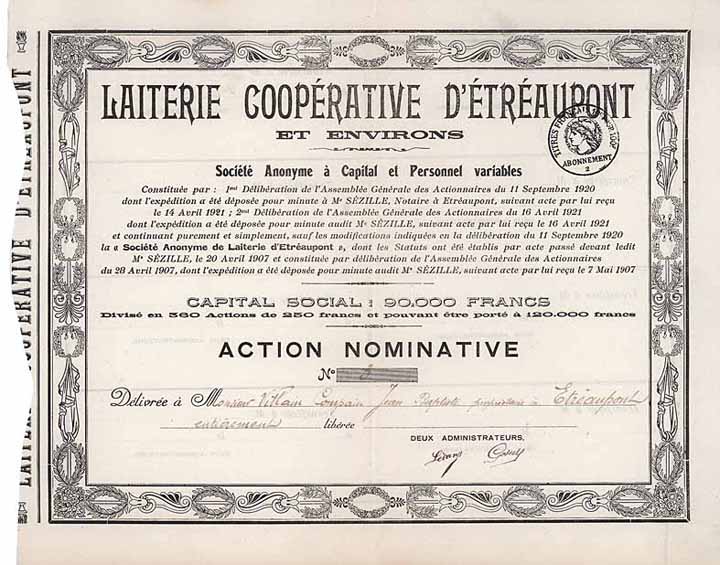 LAITERIE COOPÉRATIVE D'ÉTRÉAUPONT
LAITERIE COOPÉRATIVE D'ÉTRÉAUPONT
ET ENVIRONS
TITRES FRANÇAIS
ABONNEMENT
2
Société Anonyme à Capital et Personnel variables
Constituée par : 1re Délibération de l'Assemblée Générale des Actionnaires du 11 Septembre 1920
dont l'expédition a été déposée pour minute à Me SÉZILLE, Notaire à Etréaupont, suivant acte par lui reçu
le 14 Avril 1921 ; 2me Délibération de l'Assemblée Générale des Actionnaires du 16 Avril 1921
dont l'expédition a été déposée pour minute audit Me SÉZILLE, suivant acte par lui reçu le 16 Avril 1921
et continuant purement et simplement, sauf les modifications indiquées en la délibération du 11 Septembre 1920
la « Société Anonyme de Laiterie d'Etréaupont », dont les Statuts ont été établis par acte passé devant ledit
Me SÉZILLE, le 20 Avril 1907 et constituée par délibération de l'Assemblée Générale des Actionnaires
du 28 Avril 1907, dont l'expédition a été déposée pour minute audit Me SÉZILLE, suivant acte par lui reçu le 7 Mai 1907
CAPITAL SOCIAL : 90.000 FRANCS
Divisé en 360 Actions de 250 francs et pouvant être porté à 120.000 francs
ACTION NOMINATIVE
No 3
Délivrée à Monsieur Villain Jean Baptiste propriétaire à Etréaupont
entièrement libérée
DEUX ADMINISTRATEURS,